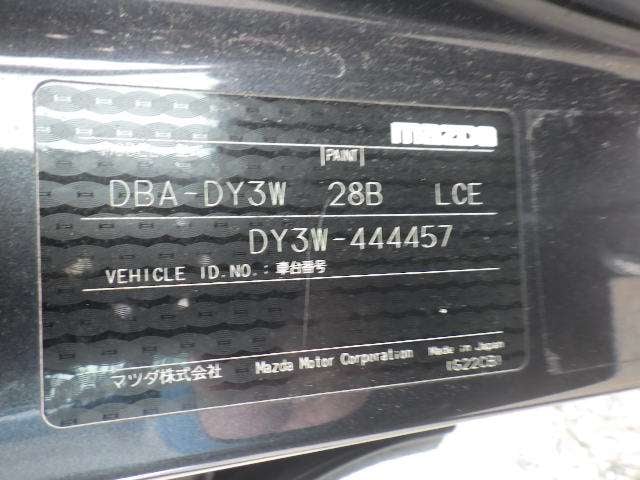 mazda
PAINT
DBA-DY3W 28B LCE
DY3W-444457
VEHICLE ID.NO.:車台番号
マツダ株式会社 Mazda Motor Corporation Made in Japan